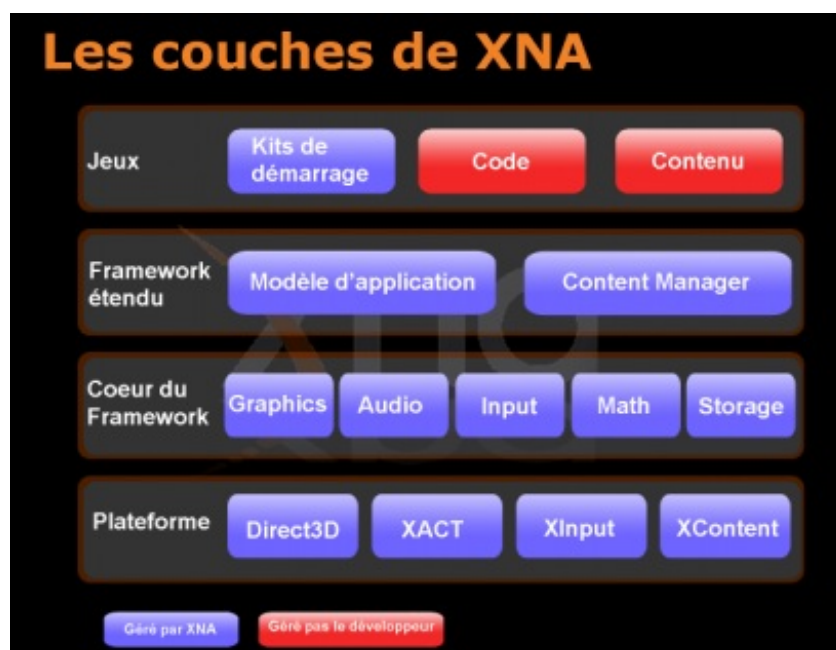 Les couches de XNA
Jeux
Kits de
démarrage
Code
Contenu
Framework
étendu
Modèle d'application
Content Manager
Coeur du
Framework
Graphics
Audio
Input
Math
Storage
Plateforme
Direct3D
XACT
XInput
XContent
Géré par XNA
Géré pas le développeur